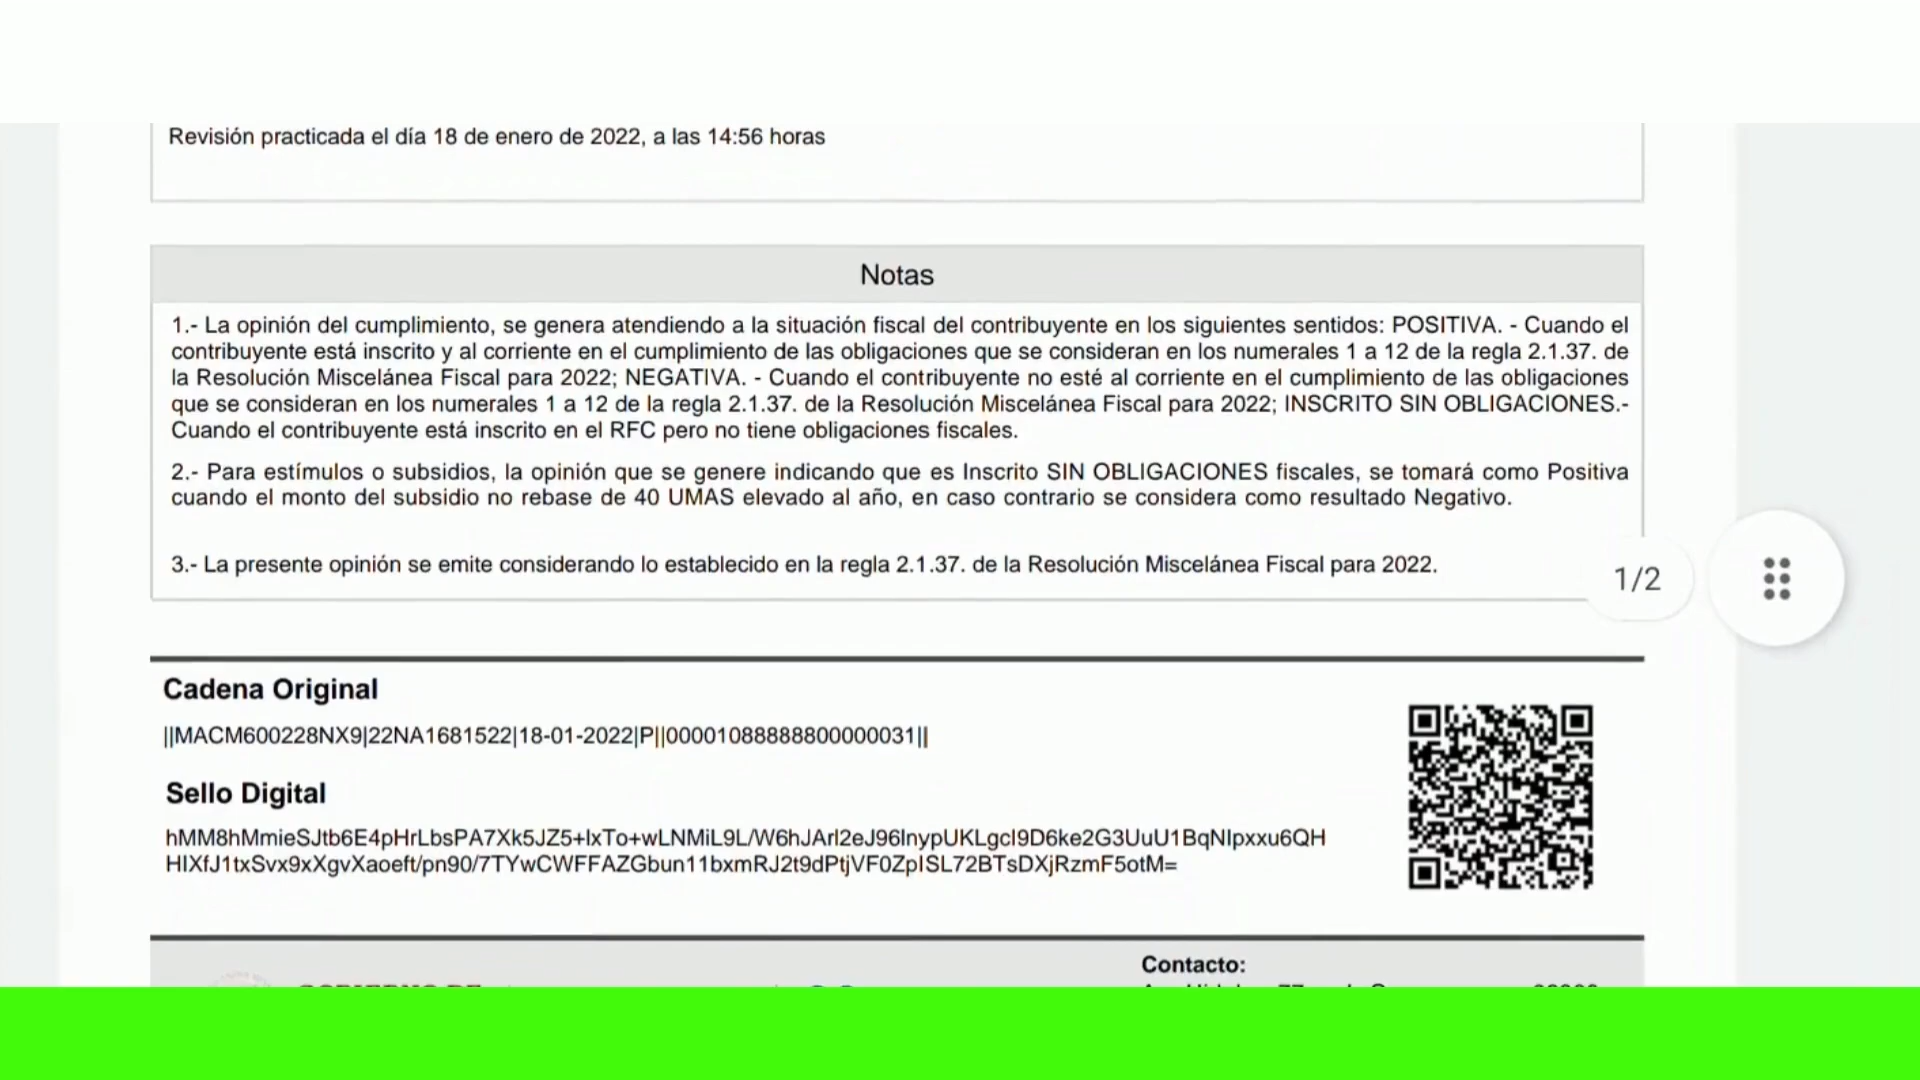 Revisión practicada el día 18 de enero de 2022, a las 14:56 horas
Notas
1.- La opinión del cumplimiento, se genera atendiendo a la situación fiscal del contribuyente en los siguientes sentidos: POSITIVA. - Cuando el
contribuyente está inscrito y al corriente en el cumplimiento de las obligaciones que se consideran en los numerales 1 a 12 de la regla 2.1.37. de
la Resolución Miscelánea Fiscal para 2022; NEGATIVA. - Cuando el contribuyente no esté al corriente en el cumplimiento de las obligaciones
que se consideran en los numerales 1 a 12 de la regla 2.1.37. de la Resolución Miscelánea Fiscal para 2022; INSCRITO SIN OBLIGACIONES.-
Cuando el contribuyente está inscrito en el RFC pero no tiene obligaciones fiscales.
2.- Para estímulos o subsidios, la opinión que se genere indicando que es Inscrito SIN OBLIGACIONES fiscales, se tomará como Positiva
cuando el monto del subsidio no rebase de 40 UMAS elevado al año, en caso contrario se considera como resultado Negativo.
3.- La presente opinión se emite considerando lo establecido en la regla 2.1.37. de la Resolución Miscelánea Fiscal para 2022.
1/2
Cadena Original
||MACM600228NX9|22NA1681522|18-01-2022|P||00001088888800000031||
Sello Digital
hMM8hMmieSJtb6E4pHrLbsPA7Xk5JZ5+IxTo+wLNMiL9L/W6hJArl2eJ96InypUKLgcI9D6ke2G3UuU1BqNIpxxu6QH
HIXfJ1txSvx9xXgvXaoeft/pn90/7TYwCWFFAZGbun11bxmRJ2t9dPtjVF0ZpISL72BTsDXjRzmF5otM=
Contacto: